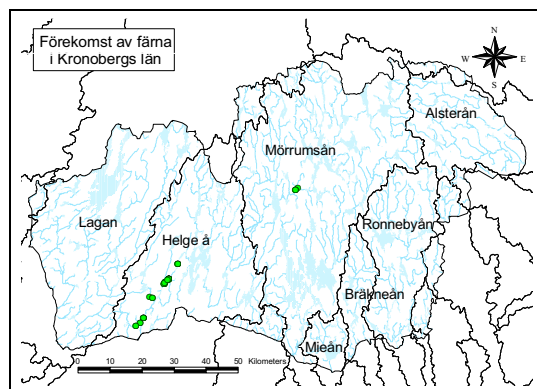 Förekomst av färna
i Kronobergs län
N
W E
S
Alsterån
Mörrumsån
Lagan
Helge å
Ronnebyån
Bräkneån
Mieån
0 10 20 30 40 50 Kilometers